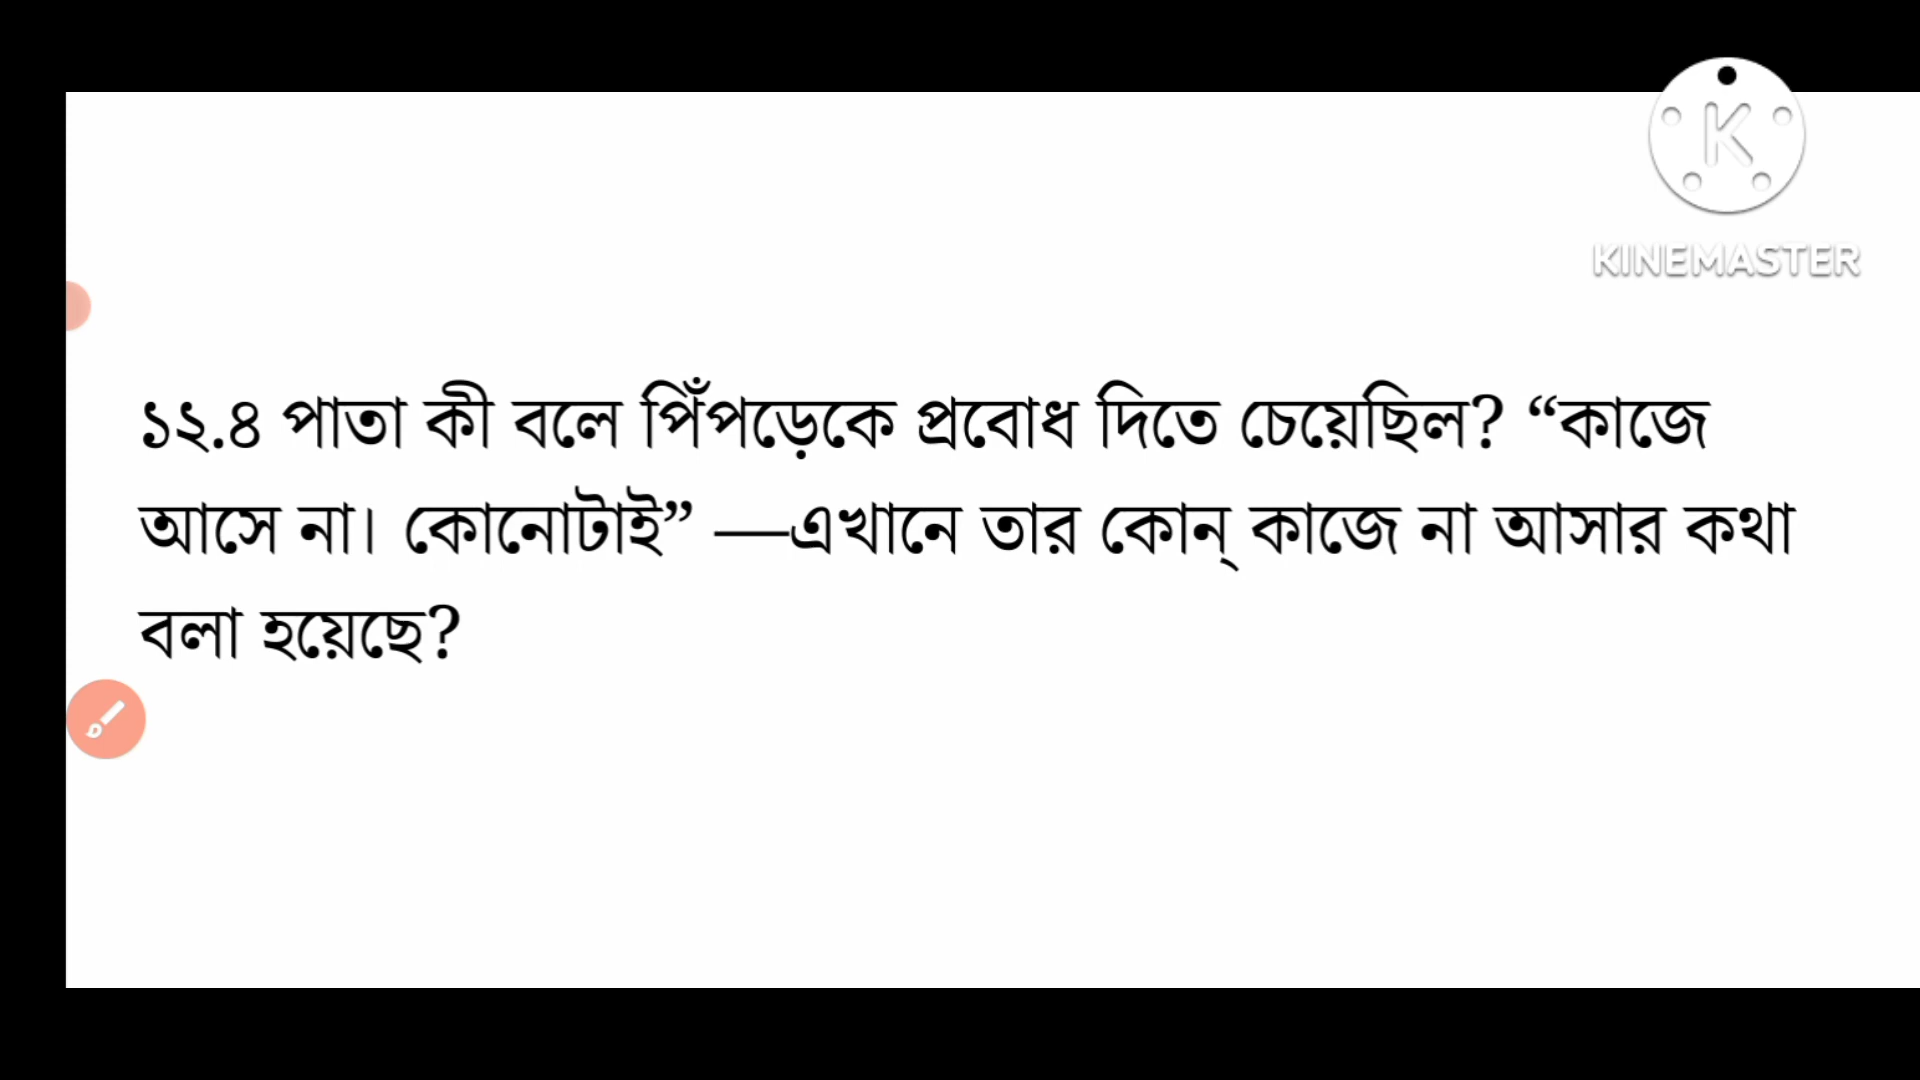 KINEMASTER
১২.৪ পাতা কী বলে পিঁপড়েকে প্রবোধ দিতে চেয়েছিল? “কাজে
আসে না। কোনোটাই” —এখানে তার কোন্ কাজে না আসার কথা
বলা হয়েছে?